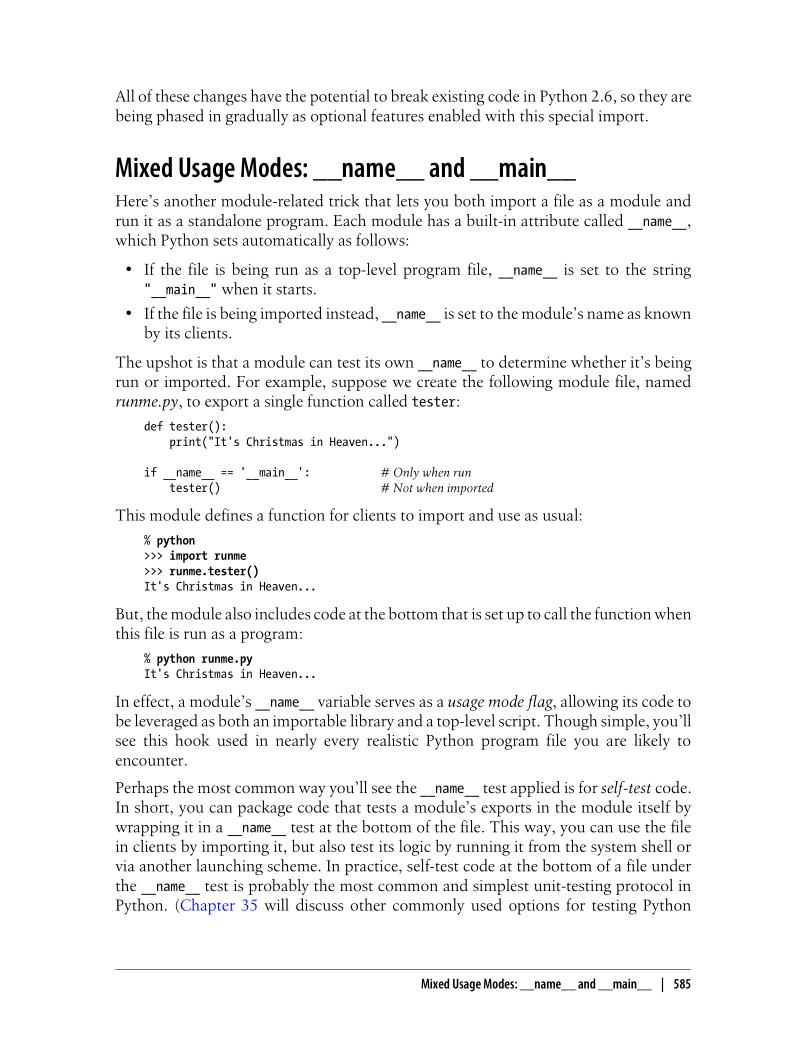 All of these changes have the potential to break existing code in Python 2.6, so they are
being phased in gradually as optional features enabled with this special import.
Mixed Usage Modes: __name__ and __main__
Here’s another module-related trick that lets you both import a file as a module and
run it as a standalone program. Each module has a built-in attribute called __name__,
which Python sets automatically as follows:
• If the file is being run as a top-level program file, __name__ is set to the string
"__main__" when it starts.
• If the file is being imported instead, __name__ is set to the module’s name as known
by its clients.
The upshot is that a module can test its own __name__ to determine whether it’s being
run or imported. For example, suppose we create the following module file, named
runme.py, to export a single function called tester:
def tester():
    print("It's Christmas in Heaven...")
if __name__ == '__main__':          # Only when run
    tester()                        # Not when imported
This module defines a function for clients to import and use as usual:
% python
>>> import runme
>>> runme.tester()
It's Christmas in Heaven...
But, the module also includes code at the bottom that is set up to call the function when
this file is run as a program:
% python runme.py
It's Christmas in Heaven...
In effect, a module’s __name__ variable serves as a usage mode flag, allowing its code to
be leveraged as both an importable library and a top-level script. Though simple, you’ll
see this hook used in nearly every realistic Python program file you are likely to
encounter.
Perhaps the most common way you’ll see the __name__ test applied is for self-test code.
In short, you can package code that tests a module’s exports in the module itself by
wrapping it in a __name__ test at the bottom of the file. This way, you can use the file
in clients by importing it, but also test its logic by running it from the system shell or
via another launching scheme. In practice, self-test code at the bottom of a file under
the __name__ test is probably the most common and simplest unit-testing protocol in
Python. (Chapter 35 will discuss other commonly used options for testing Python
Mixed Usage Modes: __name__ and __main__ | 585